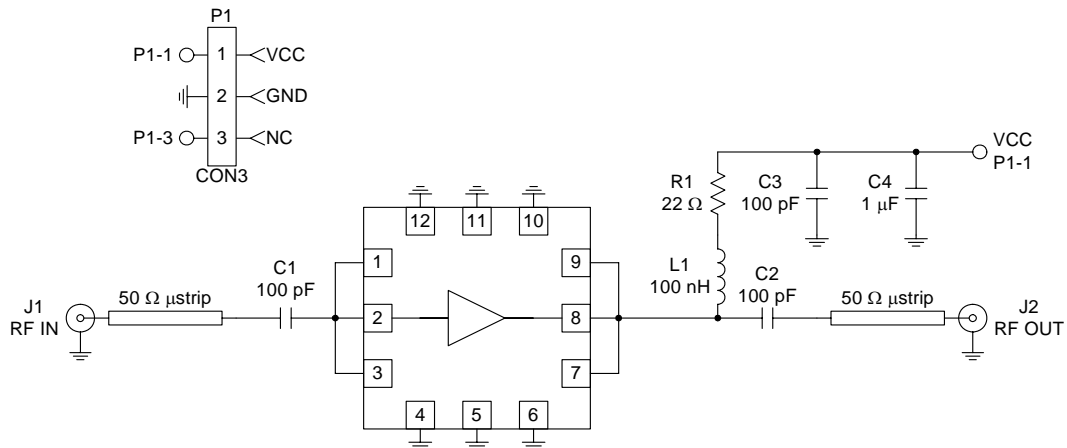 P1
P1-1
1
VCC
2
GND
P1-3
3
NC
CON3
VCC
P1-1
R1
22 Ω
C3
100 pF
C4
1 µF
12
11
10
1
9
L1
100 nH
C1
100 pF
C2
100 pF
J1
RF IN
50 Ω µstrip
2
8
50 Ω µstrip
J2
RF OUT
3
7
4
5
6